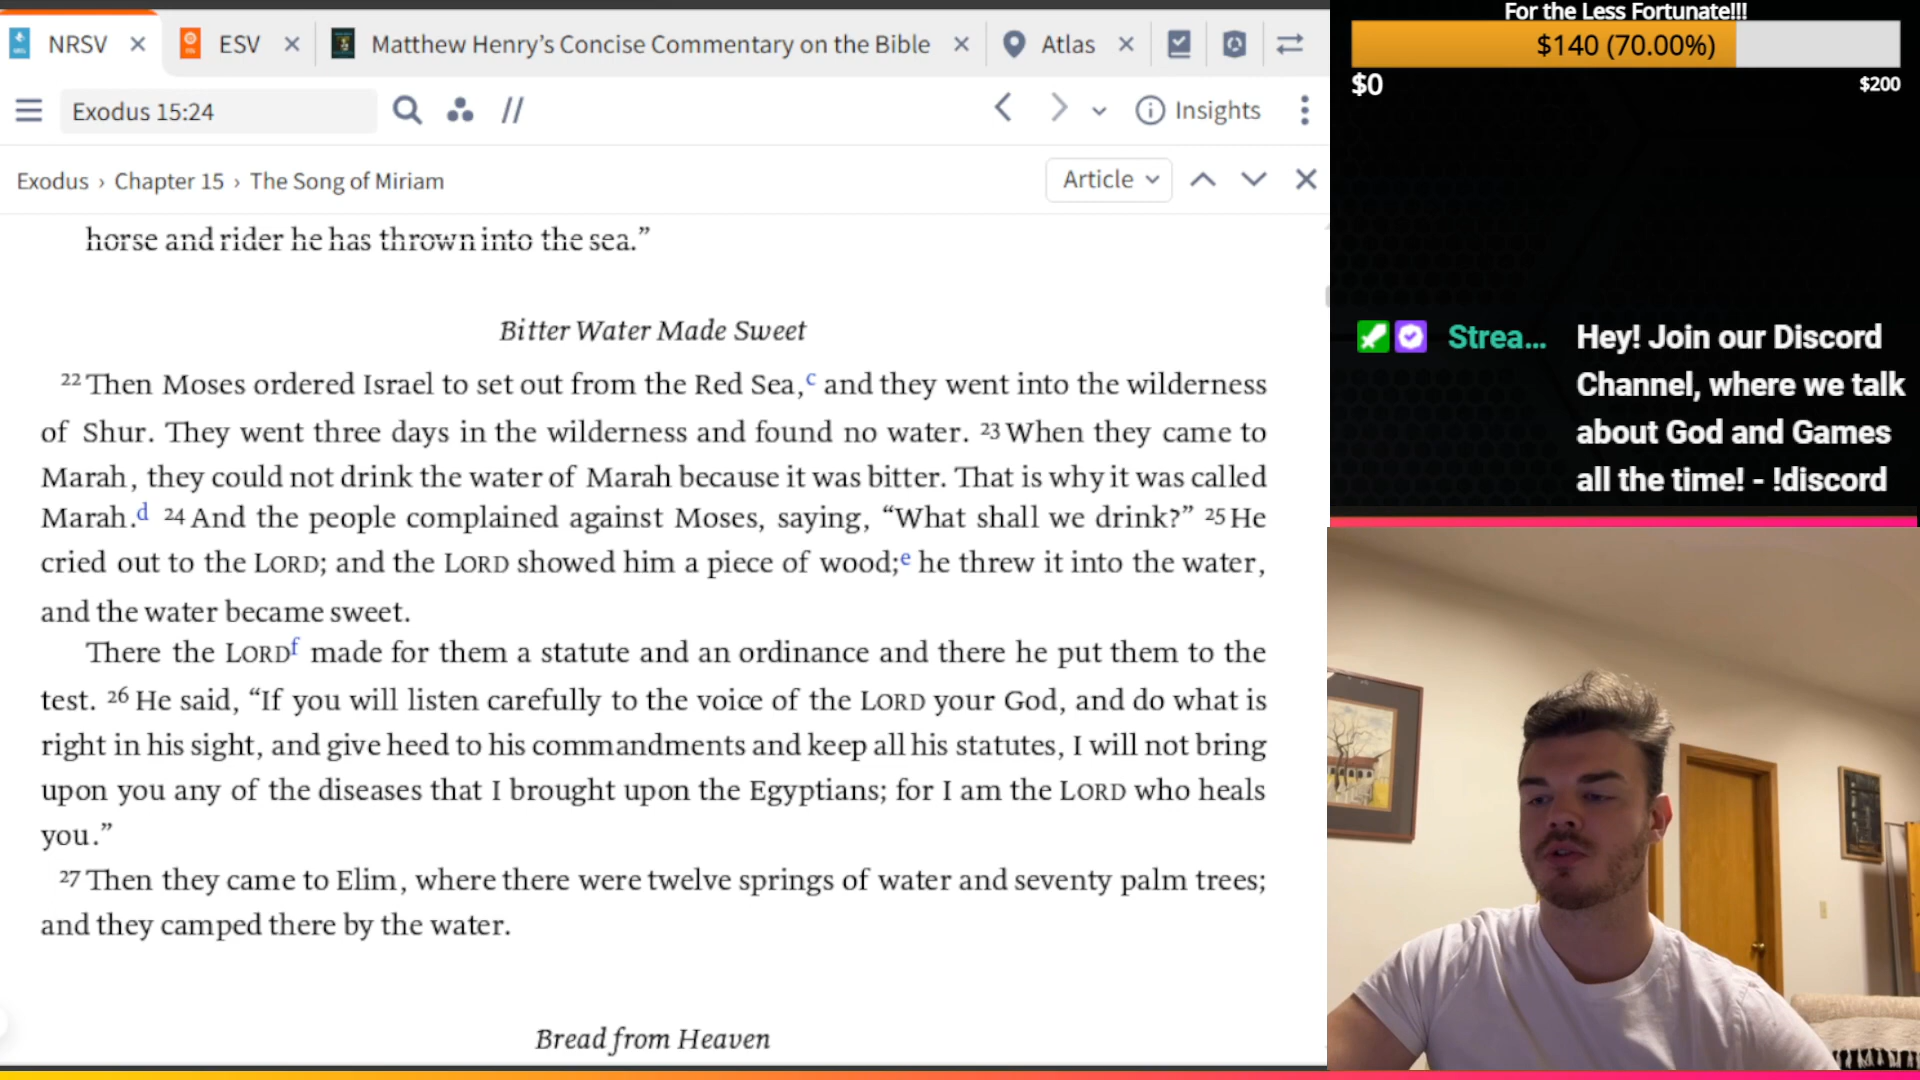 NRSV
ESV
Matthew Henry’s Concise Commentary on the Bible
Atlas
Exodus 15:24
//
Insights
Exodus › Chapter 15 › The Song of Miriam
Article
horse and rider he has thrown into the sea.”
Bitter Water Made Sweet
22 Then Moses ordered Israel to set out from the Red Sea,c and they went into the wilderness
of Shur. They went three days in the wilderness and found no water. 23 When they came to
Marah, they could not drink the water of Marah because it was bitter. That is why it was called
Marah.d 24 And the people complained against Moses, saying, “What shall we drink?” 25 He
cried out to the LORD; and the LORD showed him a piece of wood;e he threw it into the water,
and the water became sweet.
There the LORDf made for them a statute and an ordinance and there he put them to the
test. 26 He said, “If you will listen carefully to the voice of the LORD your God, and do what is
right in his sight, and give heed to his commandments and keep all his statutes, I will not bring
upon you any of the diseases that I brought upon the Egyptians; for I am the LORD who heals
you.”
27 Then they came to Elim, where there were twelve springs of water and seventy palm trees;
and they camped there by the water.
Bread from Heaven
For the Less Fortunate!!!
$140 (70.00%)
$0
$200
Strea... Hey! Join our Discord
Channel, where we talk
about God and Games
all the time! - !discord